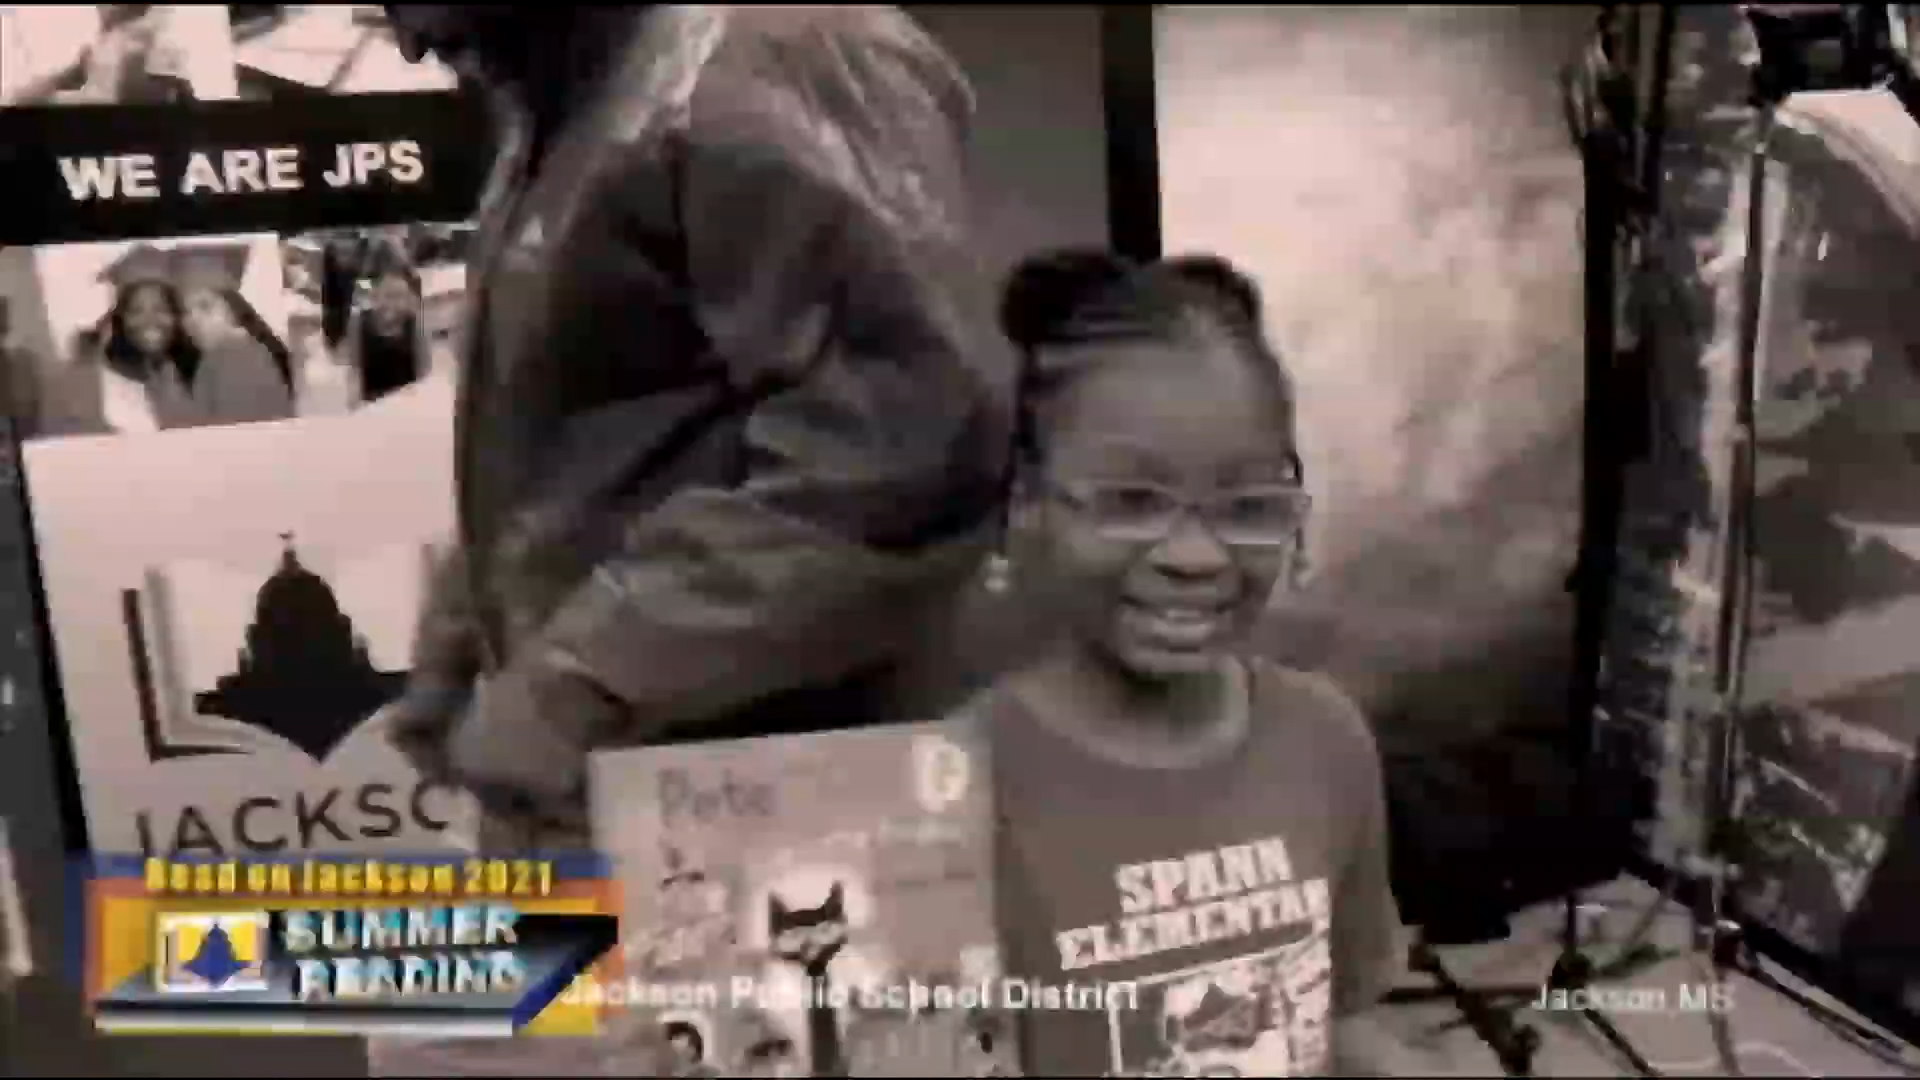 WE ARE JPS
JACKSO
Read on Jackson 2021
SUMMER
READING
Pete
SPANN
ELEMENTAR
Jackson Public School District
Jackson, MS